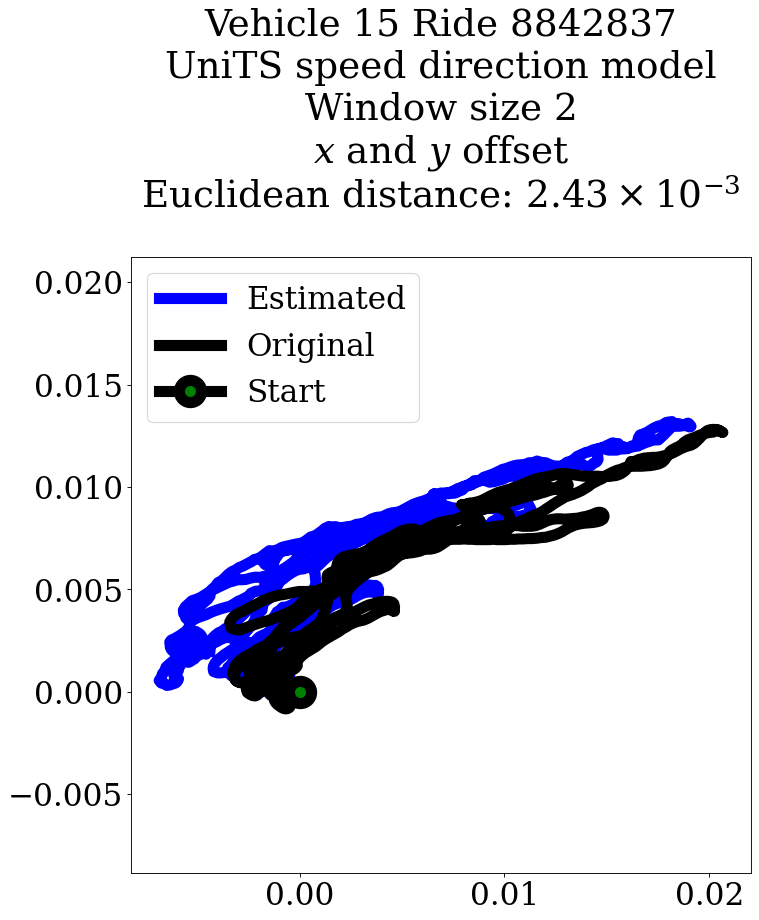 Vehicle 15 Ride 8842837
UniTS speed direction model
Window size 2
x and y offset
Euclidean distance: 2.43 × 10⁻³
Estimated
Original
Start
0.020
0.015
0.010
0.005
0.000
−0.005
0.00 0.01 0.02